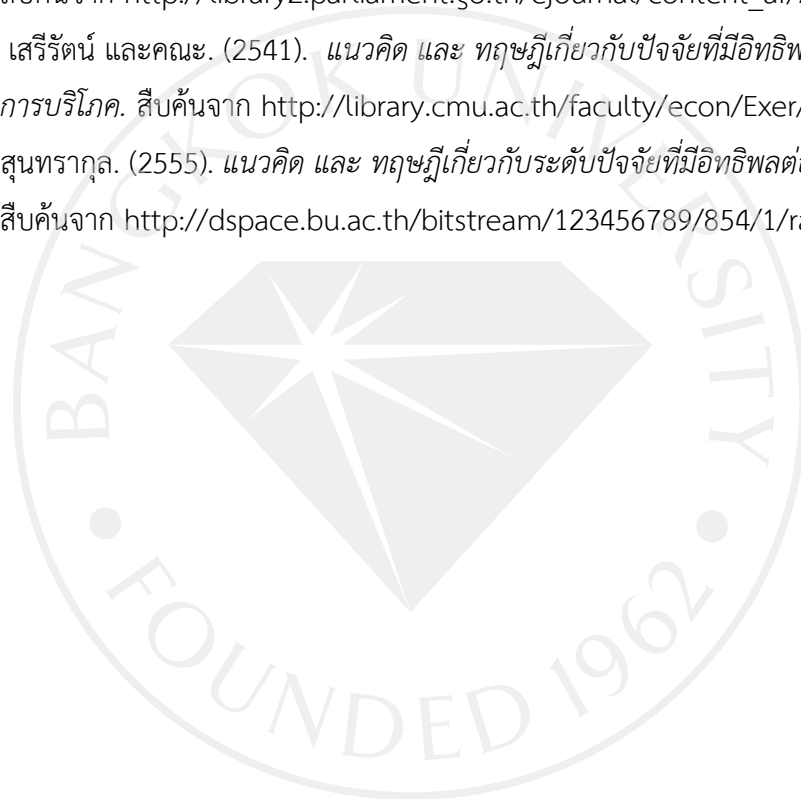 สืบค้นจาก http://library2.parliament.go.th/ejournal/content_af/
เสรีรัตน์ และคณะ. (2541). แนวคิด และ ทฤษฎีเกี่ยวกับปัจจัยที่มีอิทธิพ
การบริโภค. สืบค้นจาก http://library.cmu.ac.th/faculty/econ/Exer/
สุนทรากุล. (2555). แนวคิด และ ทฤษฎีเกี่ยวกับระดับปัจจัยที่มีอิทธิพลต่
สืบค้นจาก http://dspace.bu.ac.th/bitstream/123456789/854/1/ra
BANGKOK UNIVERSITY
FOUNDED 1962